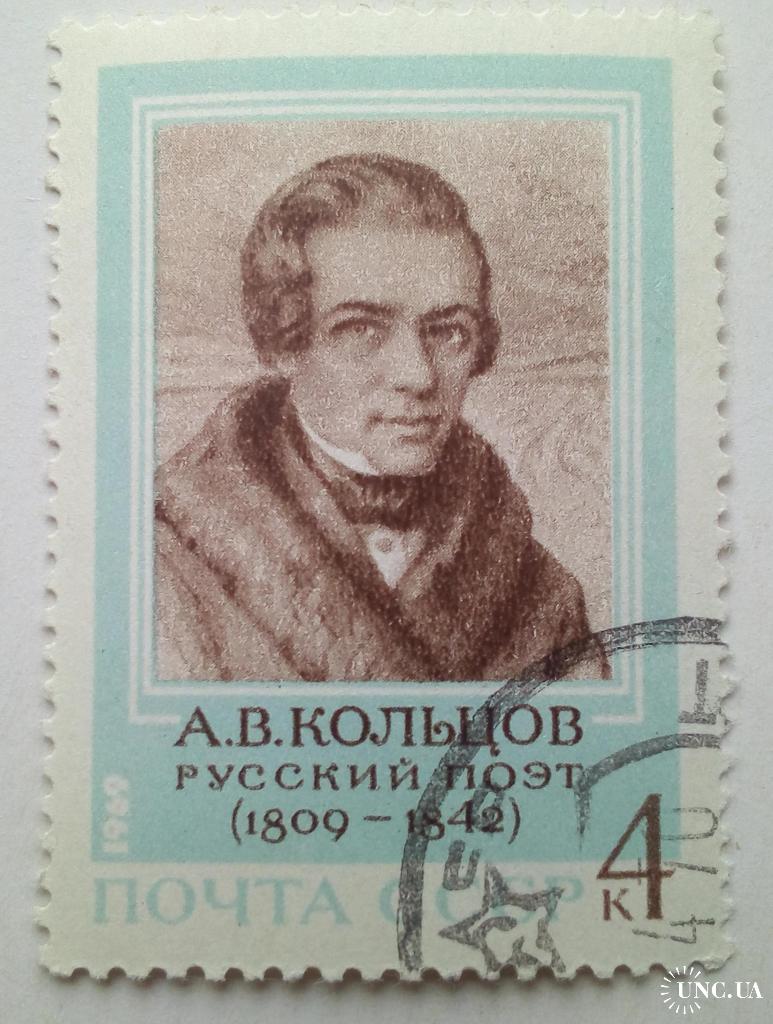 А.В.КОЛЬЦОВ
РУССКИЙ ПОЭТ
(1809 – 1842)
1969
ПОЧТА СССР
4
К
UNC.UA